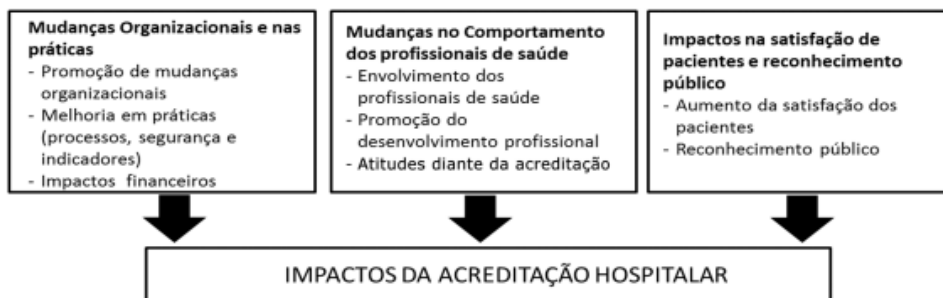 Mudanças Organizacionais e nas
práticas
- Promoção de mudanças
organizacionais
- Melhoria em práticas
(processos, segurança e
indicadores)
- Impactos financeiros
Mudanças no Comportamento
dos profissionais de saúde
- Envolvimento dos
profissionais de saúde
- Promoção do
desenvolvimento profissional
- Atitudes diante da acreditação
Impactos na satisfação de
pacientes e reconhecimento
público
- Aumento da satisfação dos
pacientes
- Reconhecimento público
IMPACTOS DA ACREDITAÇÃO HOSPITALAR